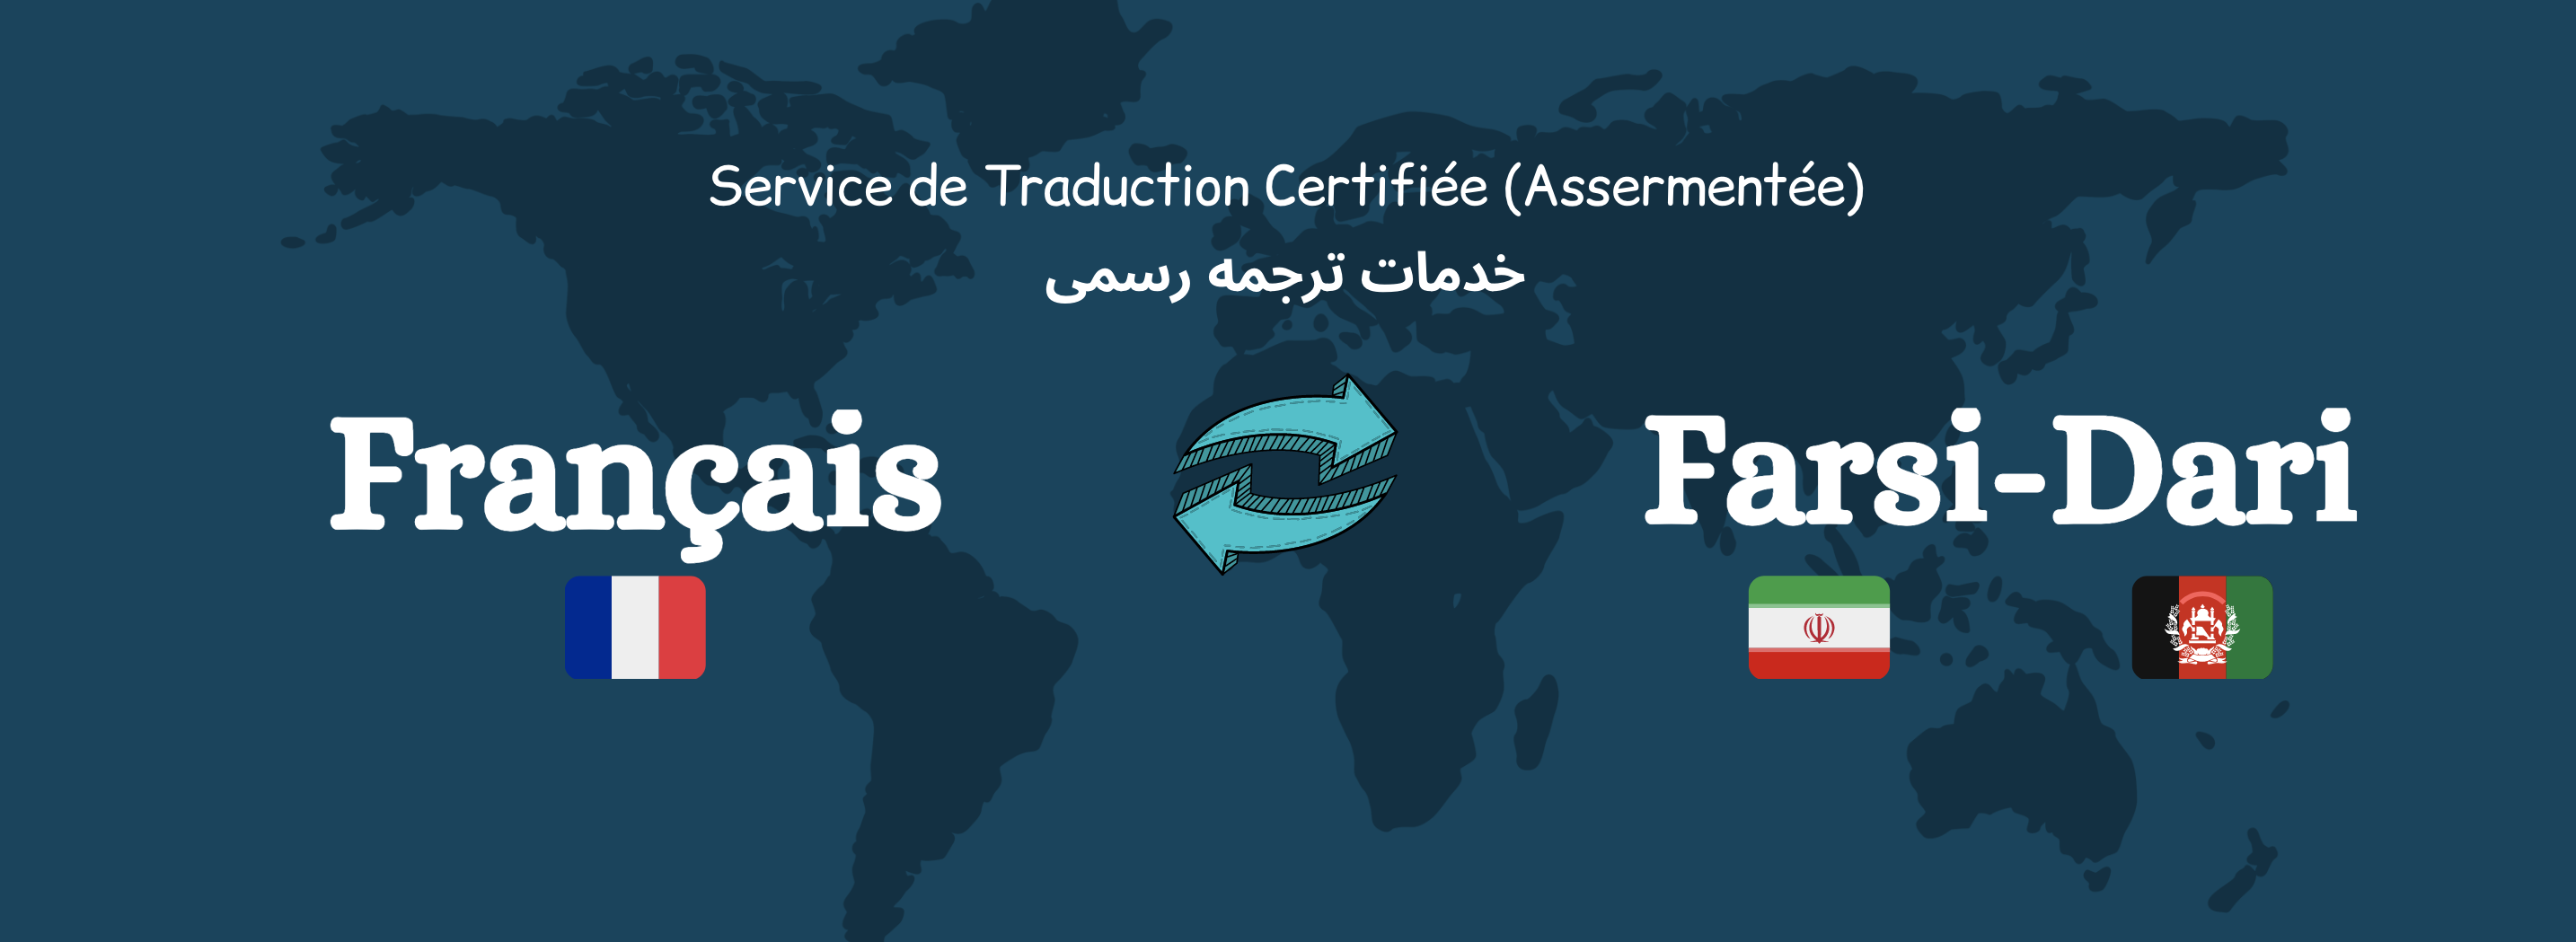 Service de Traduction Certifiée (Assermentée)
خدمات ترجمه رسمی
Français
Farsi-Dari